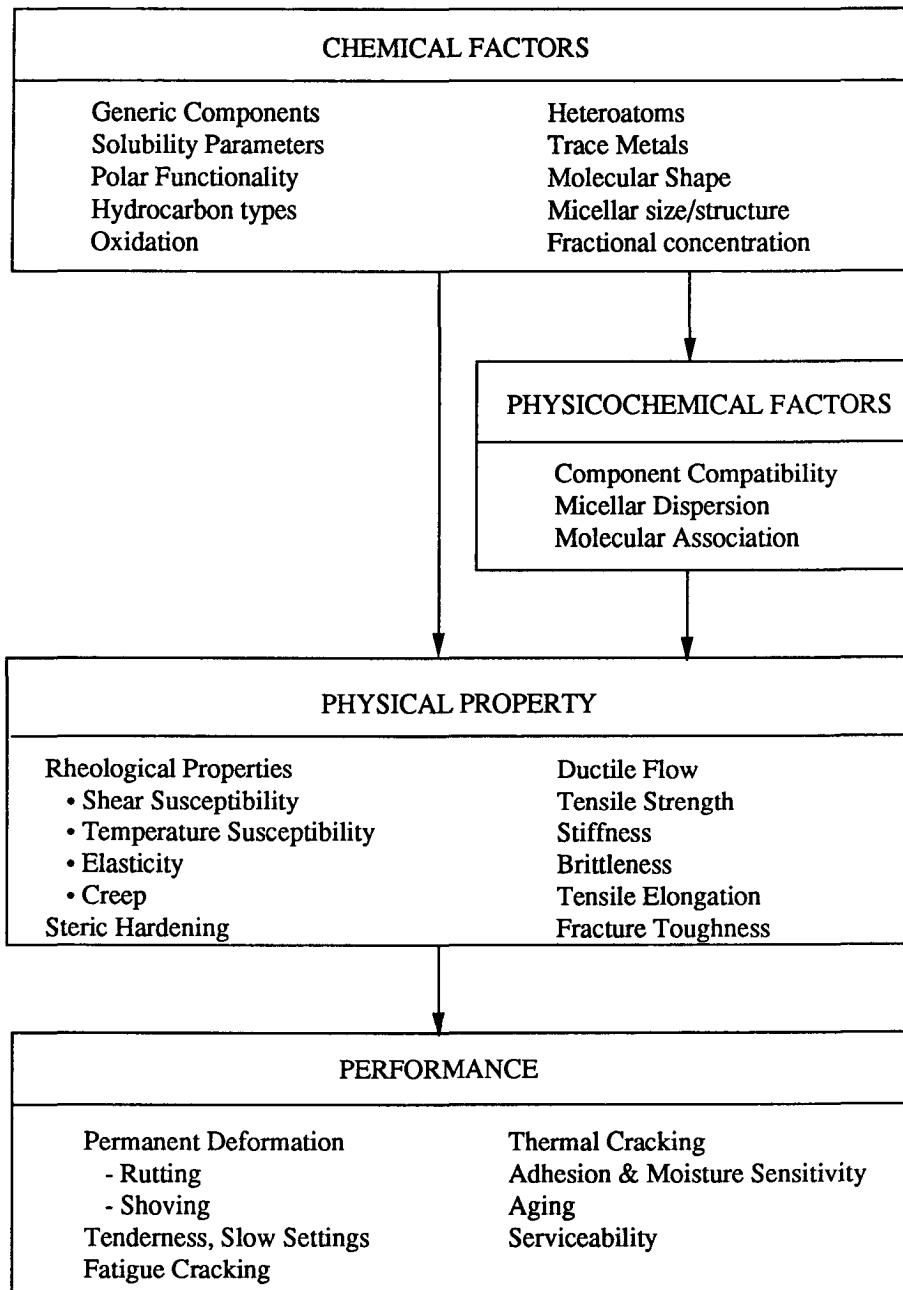 CHEMICAL FACTORS
Generic Components
Solubility Parameters
Polar Functionality
Hydrocarbon types
Oxidation
Heteroatoms
Trace Metals
Molecular Shape
Micellar size/structure
Fractional concentration
PHYSICOCHEMICAL FACTORS
Component Compatibility
Micellar Dispersion
Molecular Association
PHYSICAL PROPERTY
Rheological Properties
• Shear Susceptibility
• Temperature Susceptibility
• Elasticity
• Creep
Steric Hardening
Ductile Flow
Tensile Strength
Stiffness
Brittleness
Tensile Elongation
Fracture Toughness
PERFORMANCE
Permanent Deformation
- Rutting
- Shoving
Tenderness, Slow Settings
Fatigue Cracking
Thermal Cracking
Adhesion & Moisture Sensitivity
Aging
Serviceability